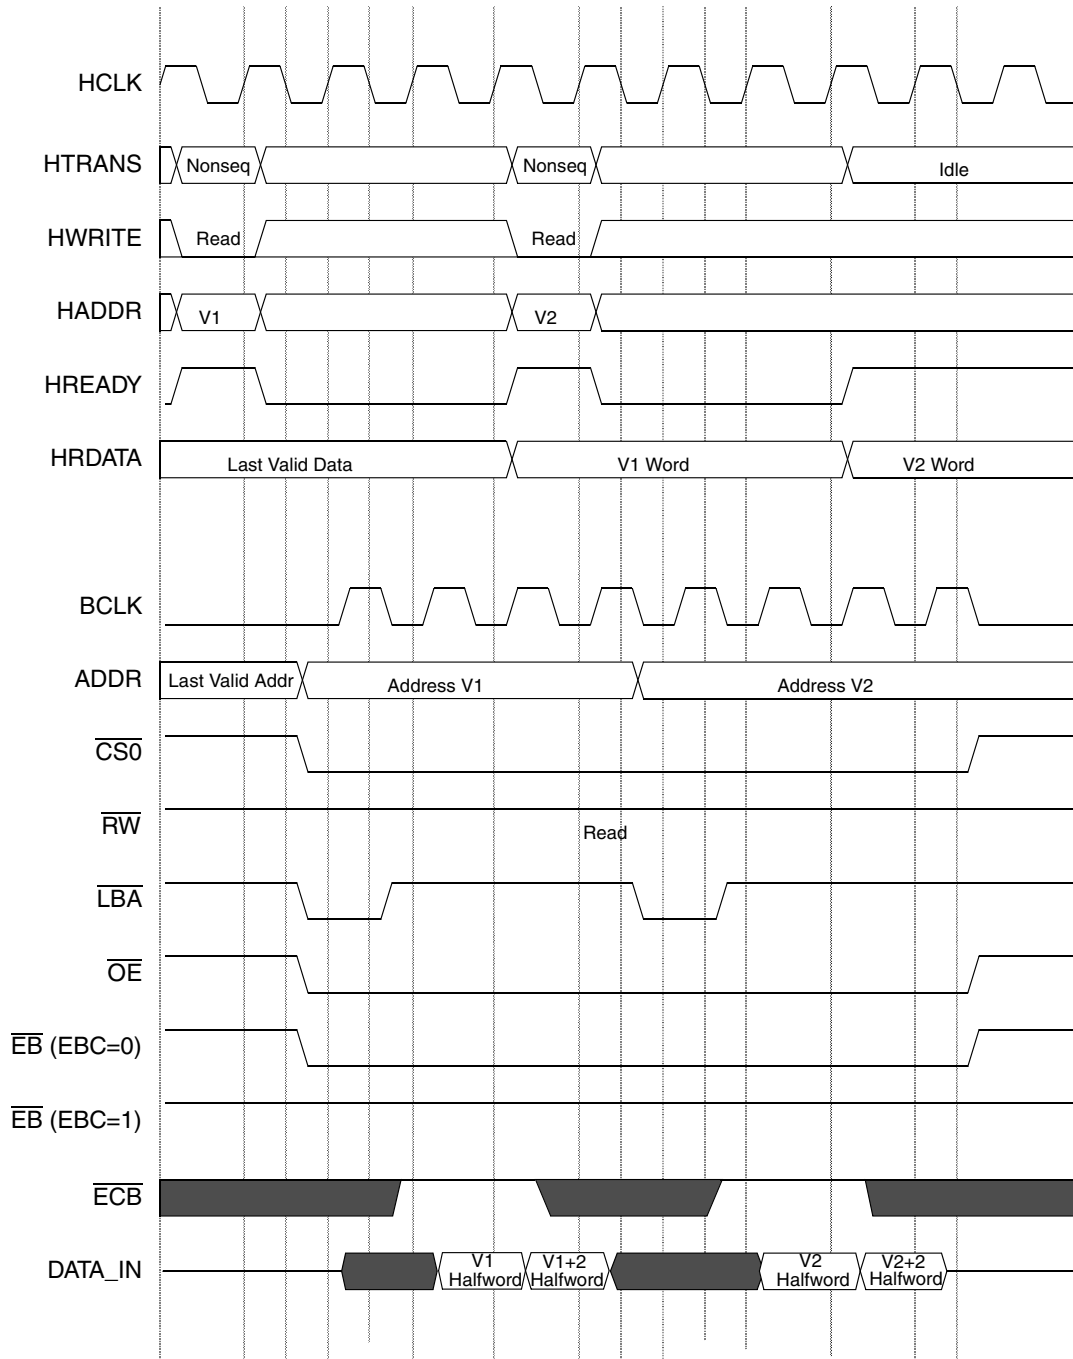 HCLK
HTRANS Nonseq Nonseq Idle
HWRITE Read Read
HADDR V1 V2
HREADY
HRDATA Last Valid Data V1 Word V2 Word
BCLK
ADDR Last Valid Addr Address V1 Address V2
CS0
RW Read
LBA
OE
EB (EBC=0)
EB (EBC=1)
ECB
DATA_IN V1 Halfword V1+2 Halfword V2 Halfword V2+2 Halfword